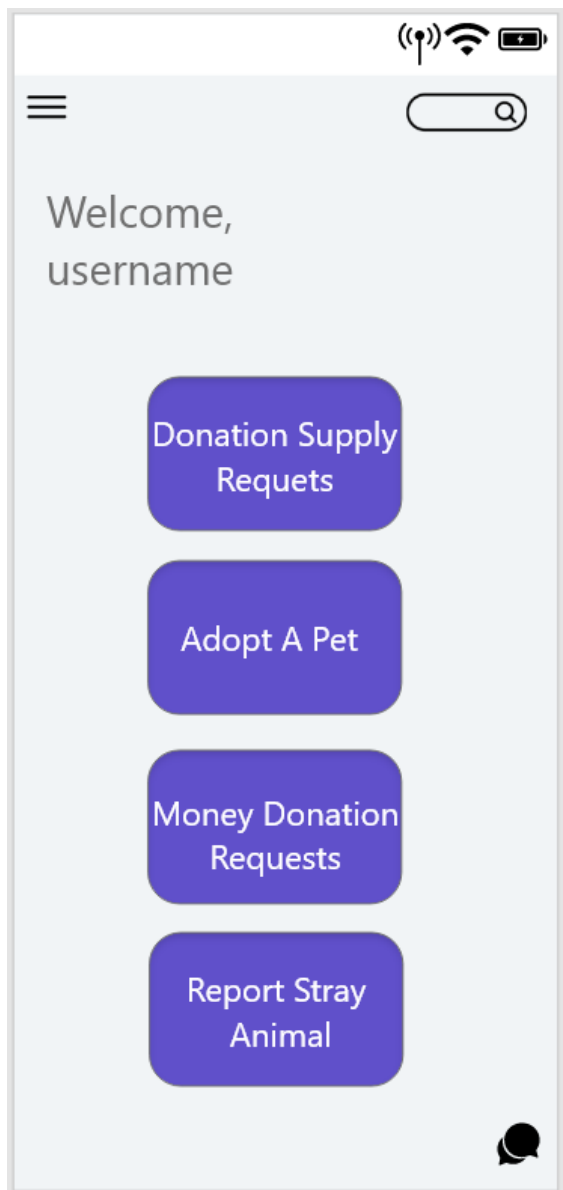 Welcome,
username
Donation Supply
Requets
Adopt A Pet
Money Donation
Requests
Report Stray
Animal